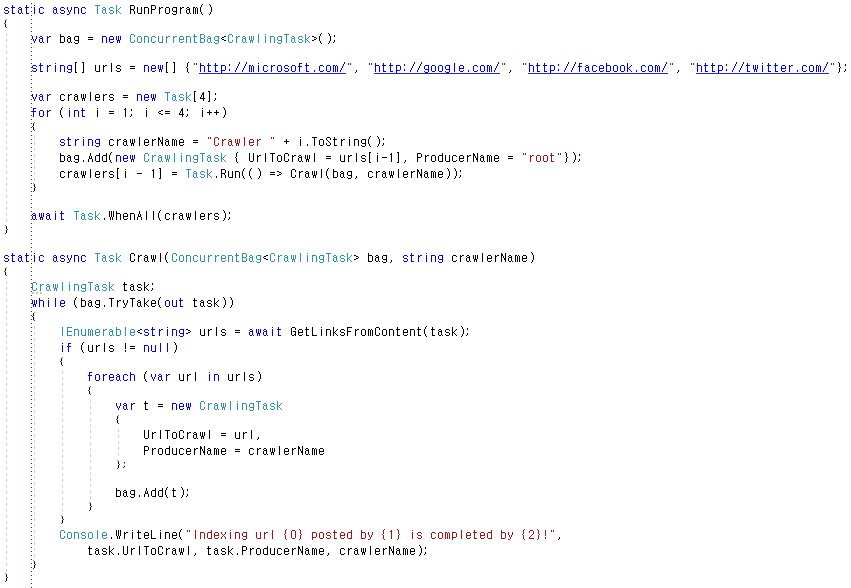 static async Task RunProgram()
{
var bag = new ConcurrentBag<CrawlingTask>();
string[] urls = new[] {"http://microsoft.com/", "http://google.com/", "http://facebook.com/", "http://twitter.com/"};
var crawlers = new Task[4];
for (int i = 1; i <= 4; i++)
{
string crawlerName = "Crawler " + i.ToString();
bag.Add(new CrawlingTask { UrlToCrawl = urls[i-1], ProducerName = "root"});
crawlers[i - 1] = Task.Run(() => Crawl(bag, crawlerName));
}
await Task.WhenAll(crawlers);
}
static async Task Crawl(ConcurrentBag<CrawlingTask> bag, string crawlerName)
{
CrawlingTask task;
while (bag.TryTake(out task))
{
IEnumerable<string> urls = await GetLinksFromContent(task);
if (urls != null)
{
foreach (var url in urls)
{
var t = new CrawlingTask
{
UrlToCrawl = url,
ProducerName = crawlerName
};
bag.Add(t);
}
}
Console.WriteLine("Indexing url {0} posted by {1} is completed by {2}!",
task.UrlToCrawl, task.ProducerName, crawlerName);
}
}